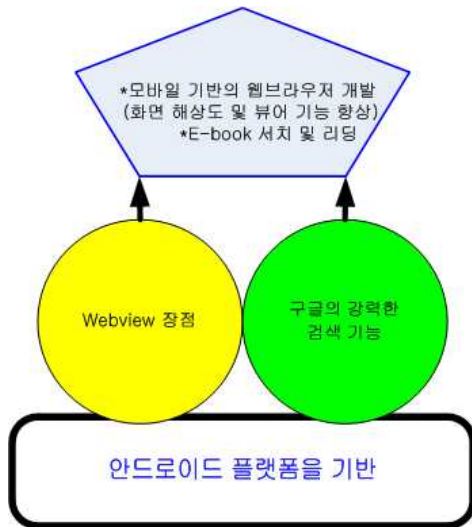 *모바일 기반의 웹브라우저 개발
(화면 해상도 및 뷰어 기능 향상)
*E-book 서치 및 리딩
Webview 장점
구글의 강력한
검색 기능
안드로이드 플랫폼을 기반